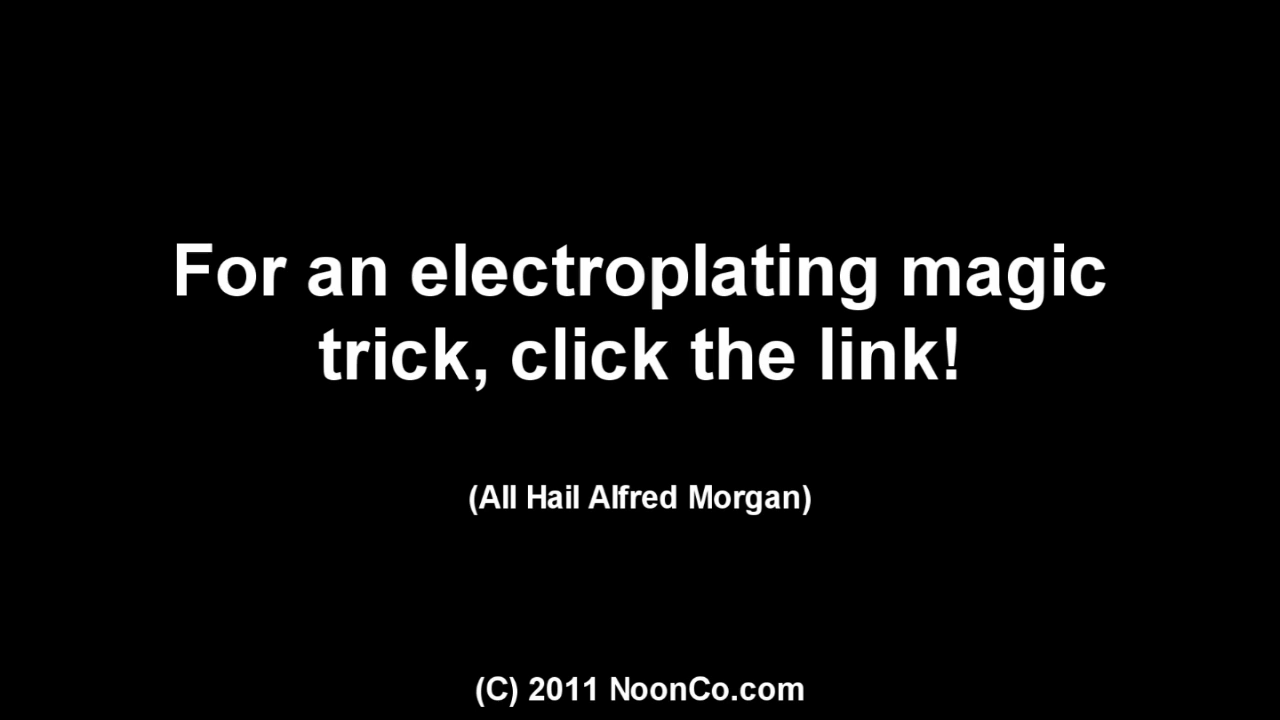 For an electroplating magic
trick, click the link!
(All Hail Alfred Morgan)
(C) 2011 NoonCo.com